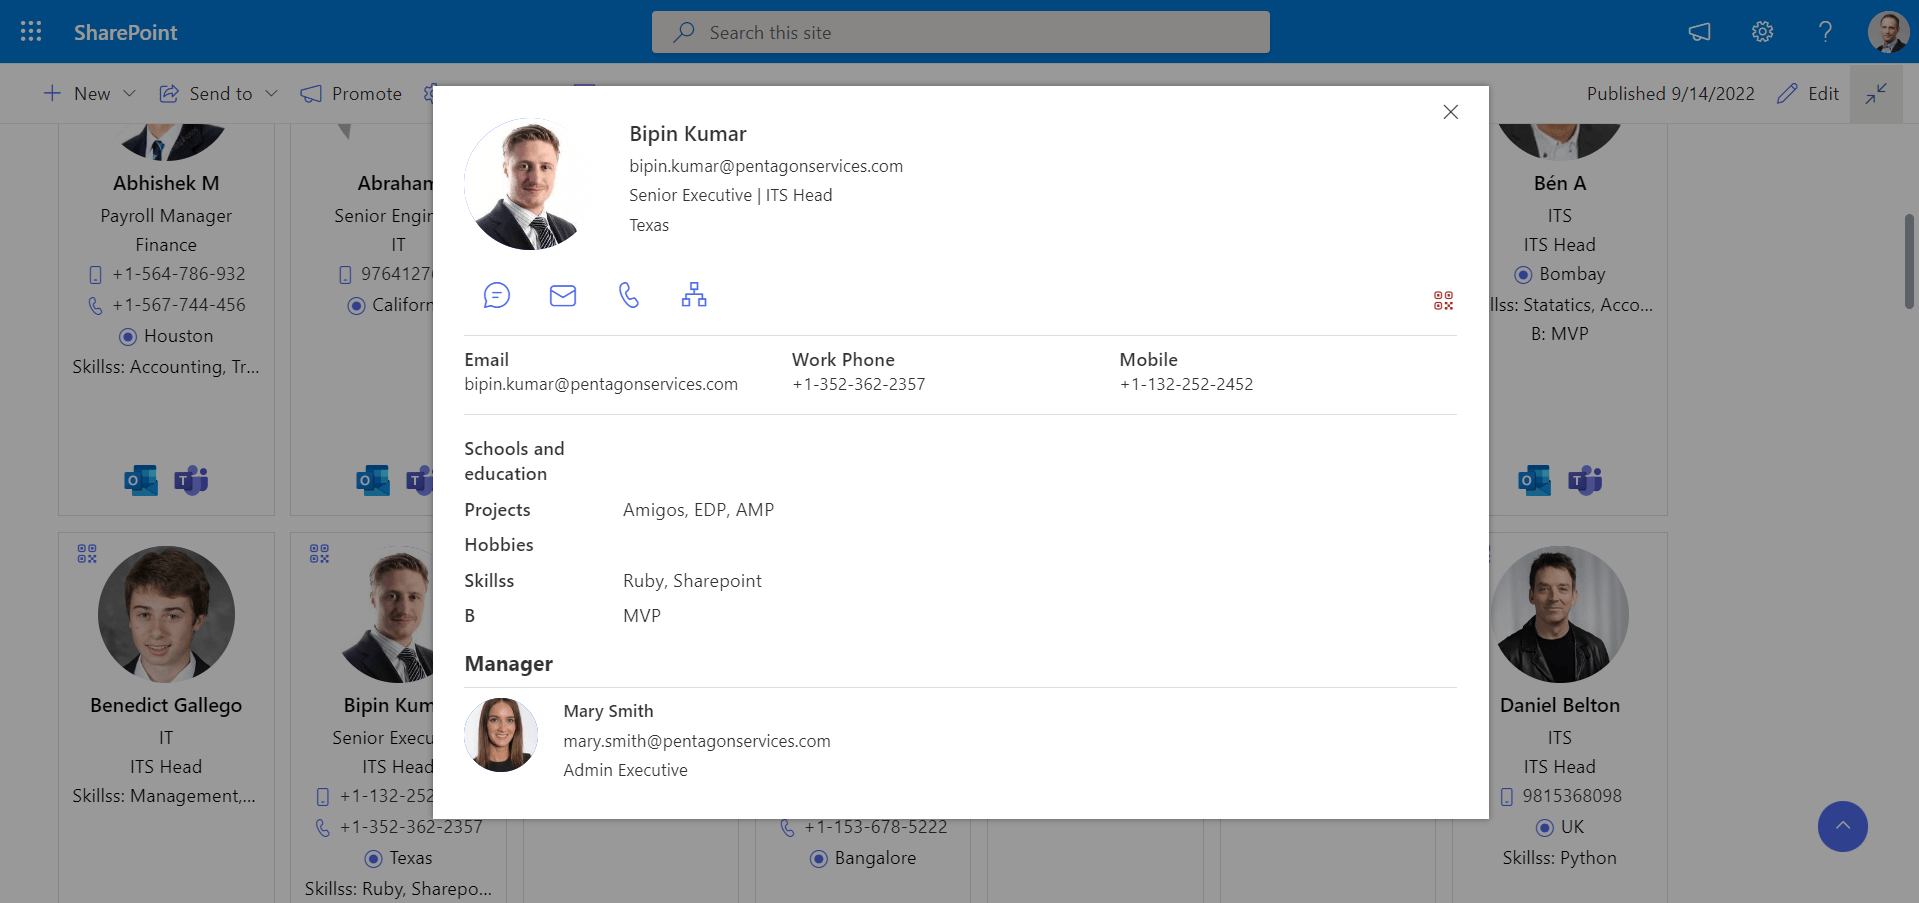 SharePoint
Search this site
New
Send to
Promote
Published 9/14/2022
Edit
Abhishek M
Payroll Manager
Finance
+1-564-786-932
+1-567-744-456
Houston
Skillss: Accounting, Tr...
Abraham
Senior Engi
IT
9764127
Californ
Bén A
ITS
ITS Head
Bombay
llss: Statatics, Acco...
B: MVP
Bipin Kumar
bipin.kumar@pentagonservices.com
Senior Executive | ITS Head
Texas
Email
bipin.kumar@pentagonservices.com
Work Phone
+1-352-362-2357
Mobile
+1-132-252-2452
Schools and
education
Projects
Amigos, EDP, AMP
Hobbies
Skillss
Ruby, Sharepoint
B
MVP
Manager
Mary Smith
mary.smith@pentagonservices.com
Admin Executive
Benedict Gallego
IT
ITS Head
Skillss: Management,...
Bipin Kum
Senior Execu
ITS Head
+1-132-252
+1-352-362-2357
Texas
Skillss: Ruby, Sharepo...
+1-153-678-5222
Bangalore
Daniel Belton
ITS
ITS Head
9815368098
UK
Skillss: Python